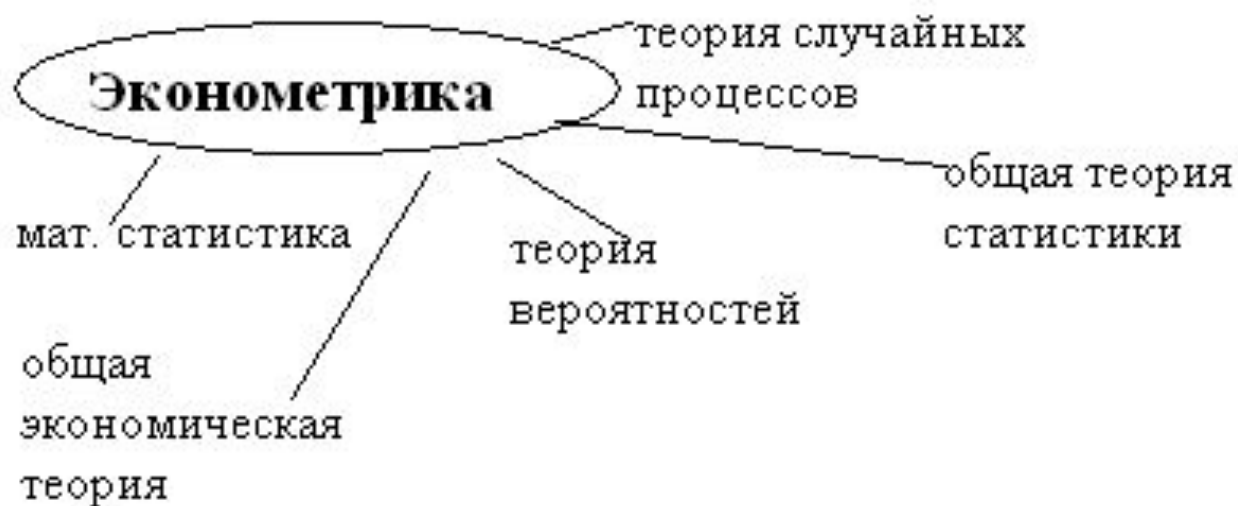 Эконометрика
теория случайных
процессов
общая теория
статистики
мат. статистика
теория
вероятностей
общая
экономическая
теория